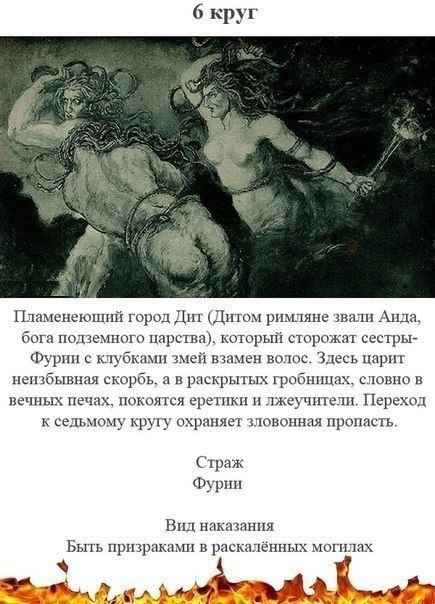 6 круг
Пламенеющий город Дит (Дитом римляне звали Аида,
бога подземного царства), который сторожат сестры-
Фурии с клубками змей взамен волос. Здесь царит
неизбывная скорбь, а в раскрытых гробницах, словно в
вечных печах, покоятся еретики и лжеучители. Переход
к седьмому кругу охраняет зловонная пропасть.
Страж
Фурии
Вид наказания
Быть призраками в раскалённых могилах